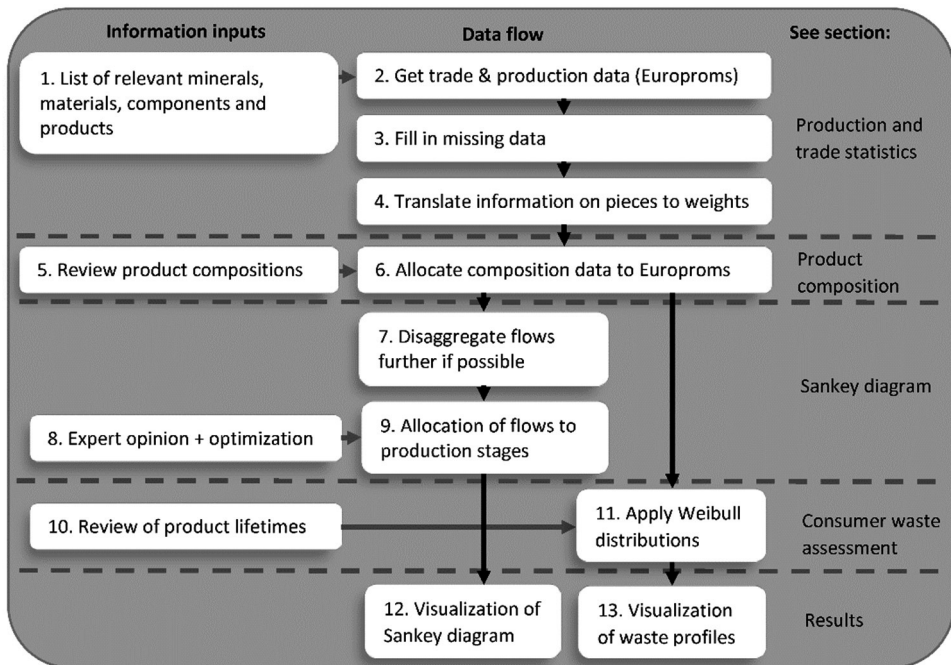 Information inputs
Data flow
See section:
1. List of relevant minerals,
materials, components and
products
2. Get trade & production data (Europroms)
3. Fill in missing data
4. Translate information on pieces to weights
Production and
trade statistics
5. Review product compositions
6. Allocate composition data to Europroms
Product
composition
7. Disaggregate flows
further if possible
Sankey diagram
8. Expert opinion + optimization
9. Allocation of flows to
production stages
10. Review of product lifetimes
11. Apply Weibull
distributions
Consumer waste
assessment
12. Visualization of
Sankey diagram
13. Visualization
of waste profiles
Results